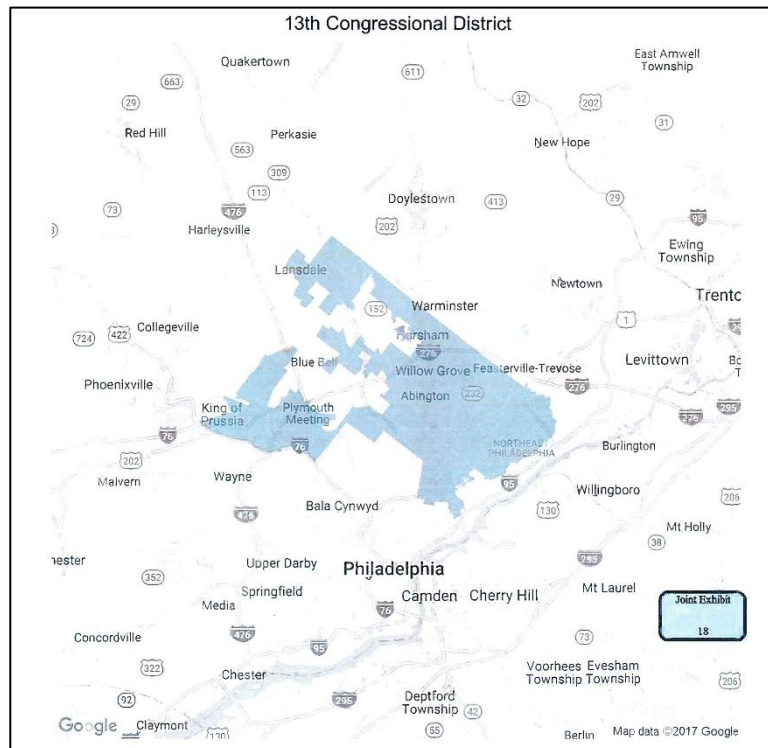 13th Congressional District
Quakertown
611
East Amwell
Township
663
29
32
202
31
Red Hill
Perkasie
563
New Hope
309
113
Doylestown
413
29
73
476
202
95
Harleysville
Ewing
Township
Lansdale
Newtown
Trento
152
Warminster
Collegeville
1
422
724
Horsham
276
Levittown
Blue Bell
Willow Grove
Feasterville-Trevose
Phoenixville
Abington
232
276
King of
Prussia
Plymouth
Meeting
295
276
76
76
NORTHEAST
PHILADELPHIA
Burlington
202
Wayne
95
Malvern
Willingboro
206
Bala Cynwyd
130
Mt Holly
38
hester
Upper Darby
Philadelphia
295
352
Springfield
Camden
Cherry Hill
Mt Laurel
Media
76
Joint Exhibit
18
Concordville
476
95
73
322
Chester
Voorhees
Township
Evesham
Township
206
92
295
Deptford
Township
42
Google
Claymont
130
55
Berlin
Map data ©2017 Google